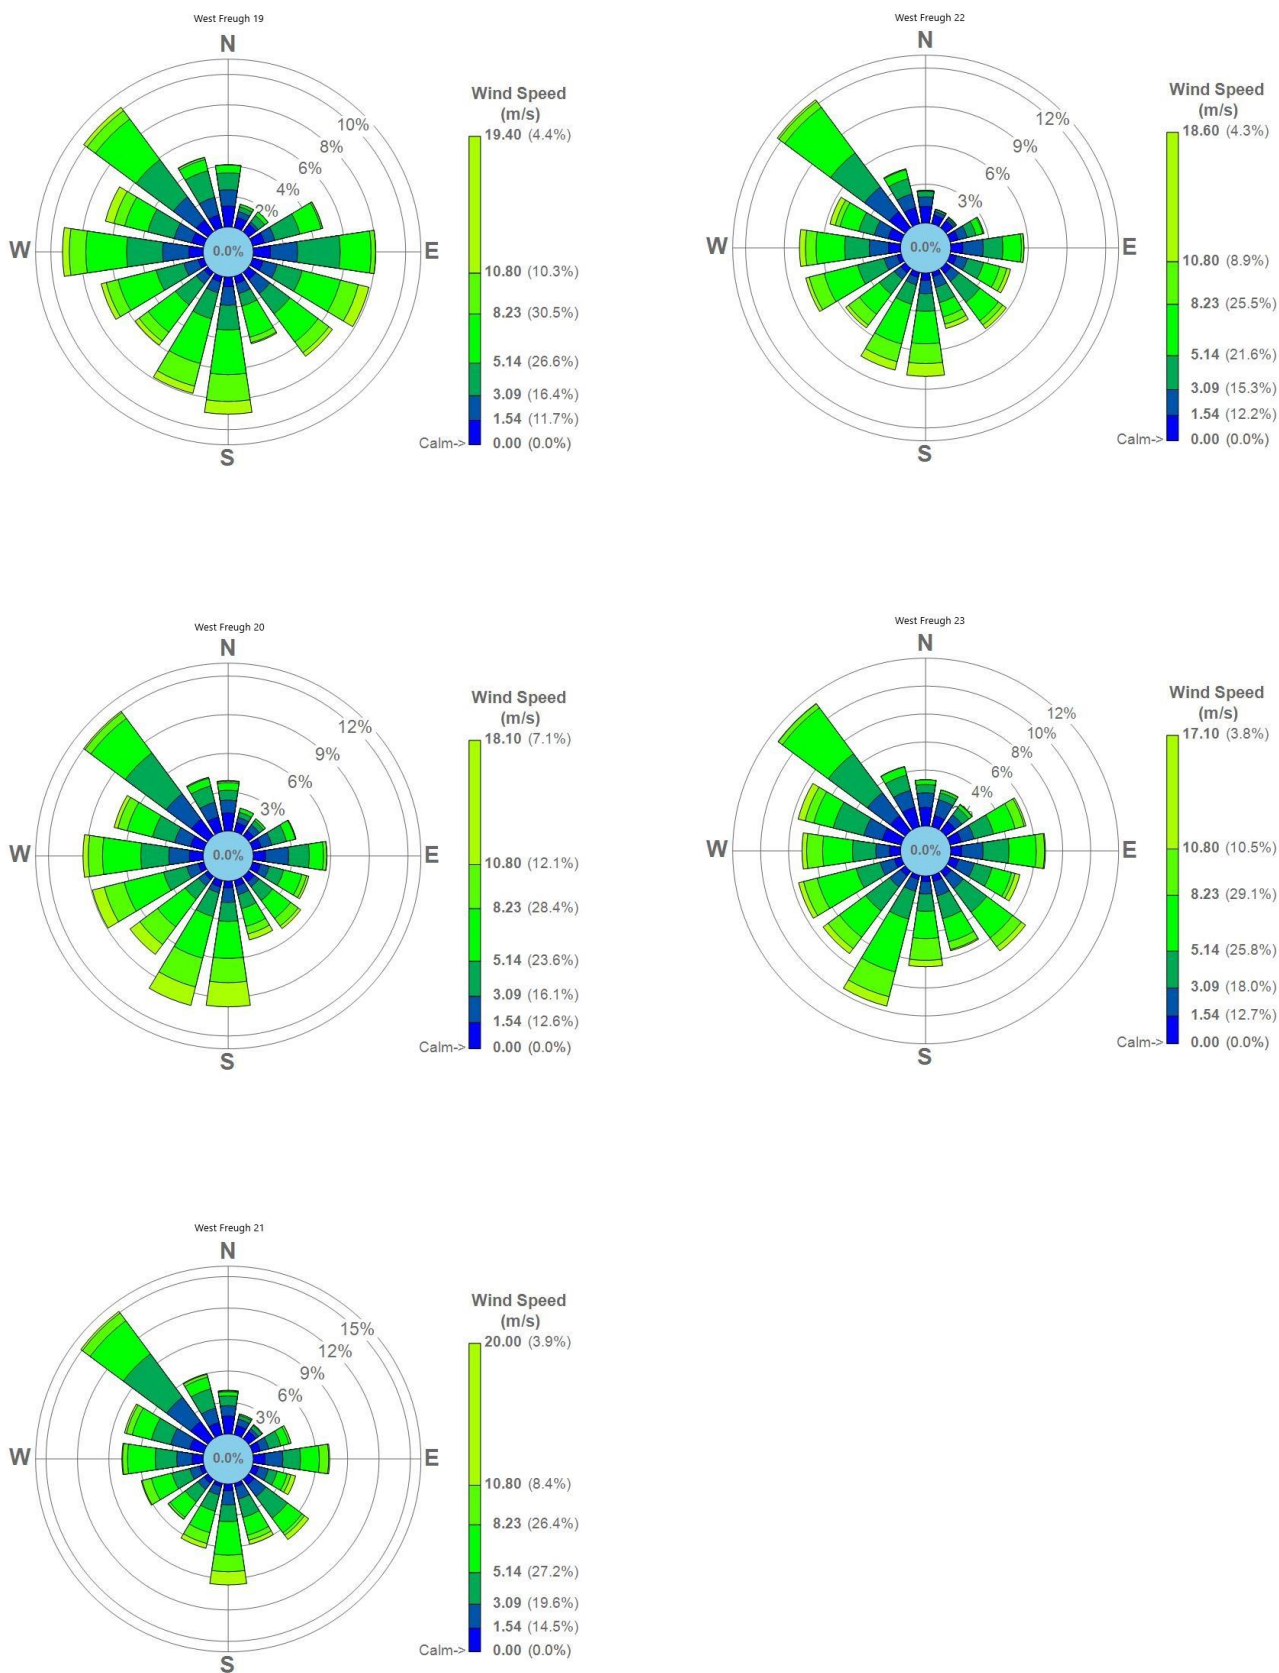 West Freugh 19
N
10%
8%
6%
4%
2%
W
0.0%
E
S
Wind Speed
(m/s)
19.40 (4.4%)
10.80 (10.3%)
8.23 (30.5%)
5.14 (26.6%)
3.09 (16.4%)
1.54 (11.7%)
Calm-> 0.00 (0.0%)
West Freugh 22
N
12%
9%
6%
3%
W
0.0%
E
S
Wind Speed
(m/s)
18.60 (4.3%)
10.80 (8.9%)
8.23 (25.5%)
5.14 (21.6%)
3.09 (15.3%)
1.54 (12.2%)
Calm-> 0.00 (0.0%)
West Freugh 20
N
12%
9%
6%
3%
W
0.0%
E
S
Wind Speed
(m/s)
18.10 (7.1%)
10.80 (12.1%)
8.23 (28.4%)
5.14 (23.6%)
3.09 (16.1%)
1.54 (12.6%)
Calm-> 0.00 (0.0%)
West Freugh 23
N
12%
10%
8%
6%
4%
W
0.0%
E
S
Wind Speed
(m/s)
17.10 (3.8%)
10.80 (10.5%)
8.23 (29.1%)
5.14 (25.8%)
3.09 (18.0%)
1.54 (12.7%)
Calm-> 0.00 (0.0%)
West Freugh 21
N
15%
12%
9%
6%
3%
W
0.0%
E
S
Wind Speed
(m/s)
20.00 (3.9%)
10.80 (8.4%)
8.23 (26.4%)
5.14 (27.2%)
3.09 (19.6%)
1.54 (14.5%)
Calm-> 0.00 (0.0%)